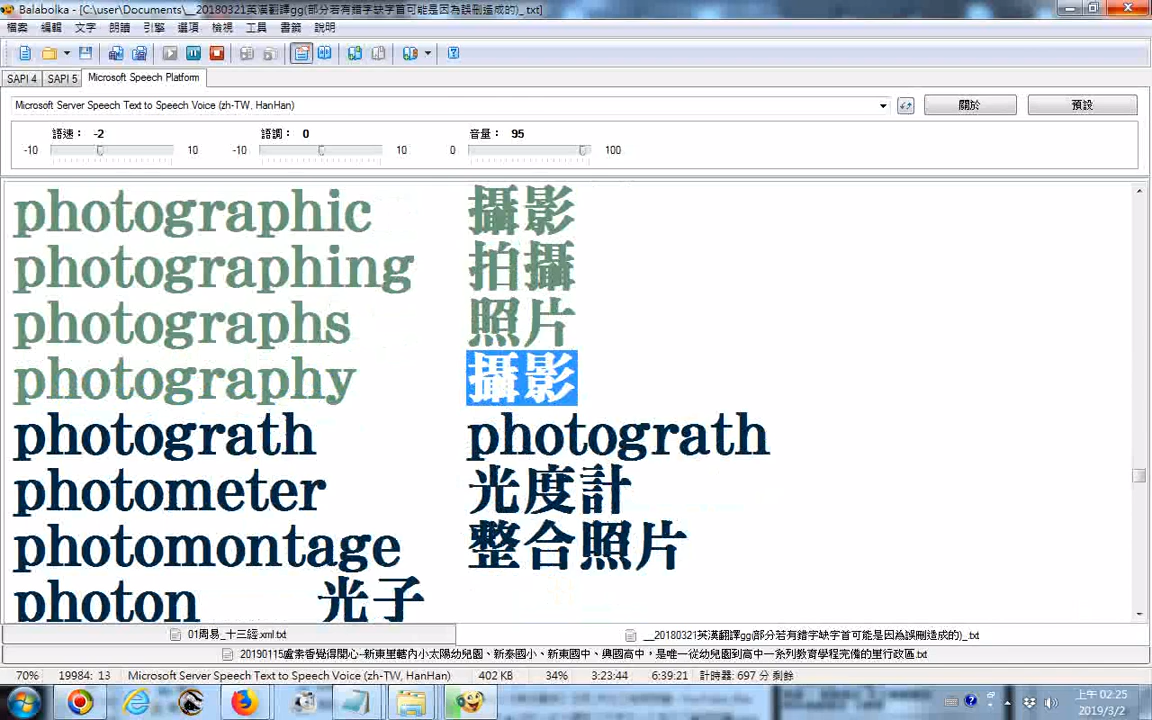 Balabolka - [C:\user\Documents\__20180321英漢翻譯gg(部分若有錯字缺字首可能是因為誤刪造成的)_.txt]
檔案 編輯 文字 朗讀 引擎 選項 檢視 工具 書籤 說明
SAPI 4 SAPI 5 Microsoft Speech Platform
Microsoft Server Speech Text to Speech Voice (zh-TW, HanHan) 關於 預設
語速： -2 語調： 0 音量： 95
-10 10 -10 10 0 100
photographic 攝影
photographing 拍攝
photographs 照片
photography 攝影
photograth photograth
photometer 光度計
photomontage 整合照片
photon 光子
01周易_十三經.xml.txt __20180321英漢翻譯gg(部分若有錯字缺字首可能是因為誤刪造成的)_.txt
20190115盧素香覺得開心-新東里轄內小太陽幼兒園、新泰國小、新東國中、興國高中，是唯一從幼兒園到高中一系列教育學程完備的里行政區.txt
70% 19984: 13 Microsoft Server Speech Text to Speech Voice (zh-TW, HanHan) 402 KB 34% 3:23:44 6:39:21 計時器: 697 分 剩餘
上午 02:25
2019/3/2